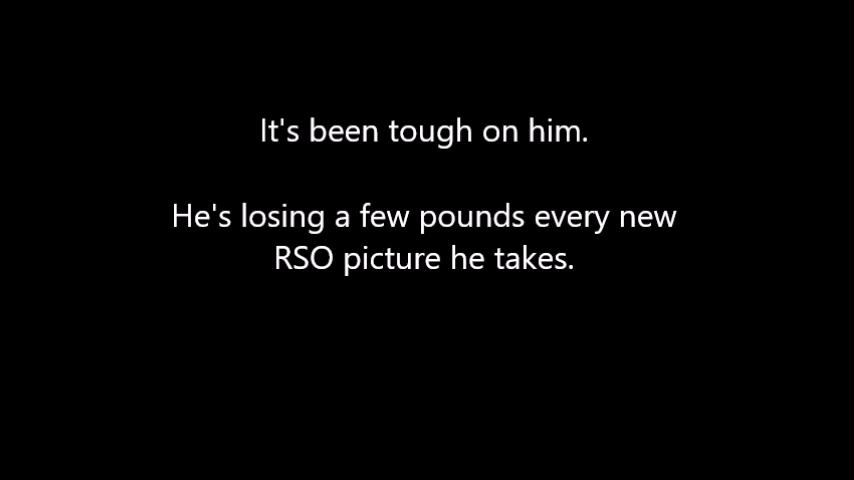 It's been tough on him.
He's losing a few pounds every new
RSO picture he takes.